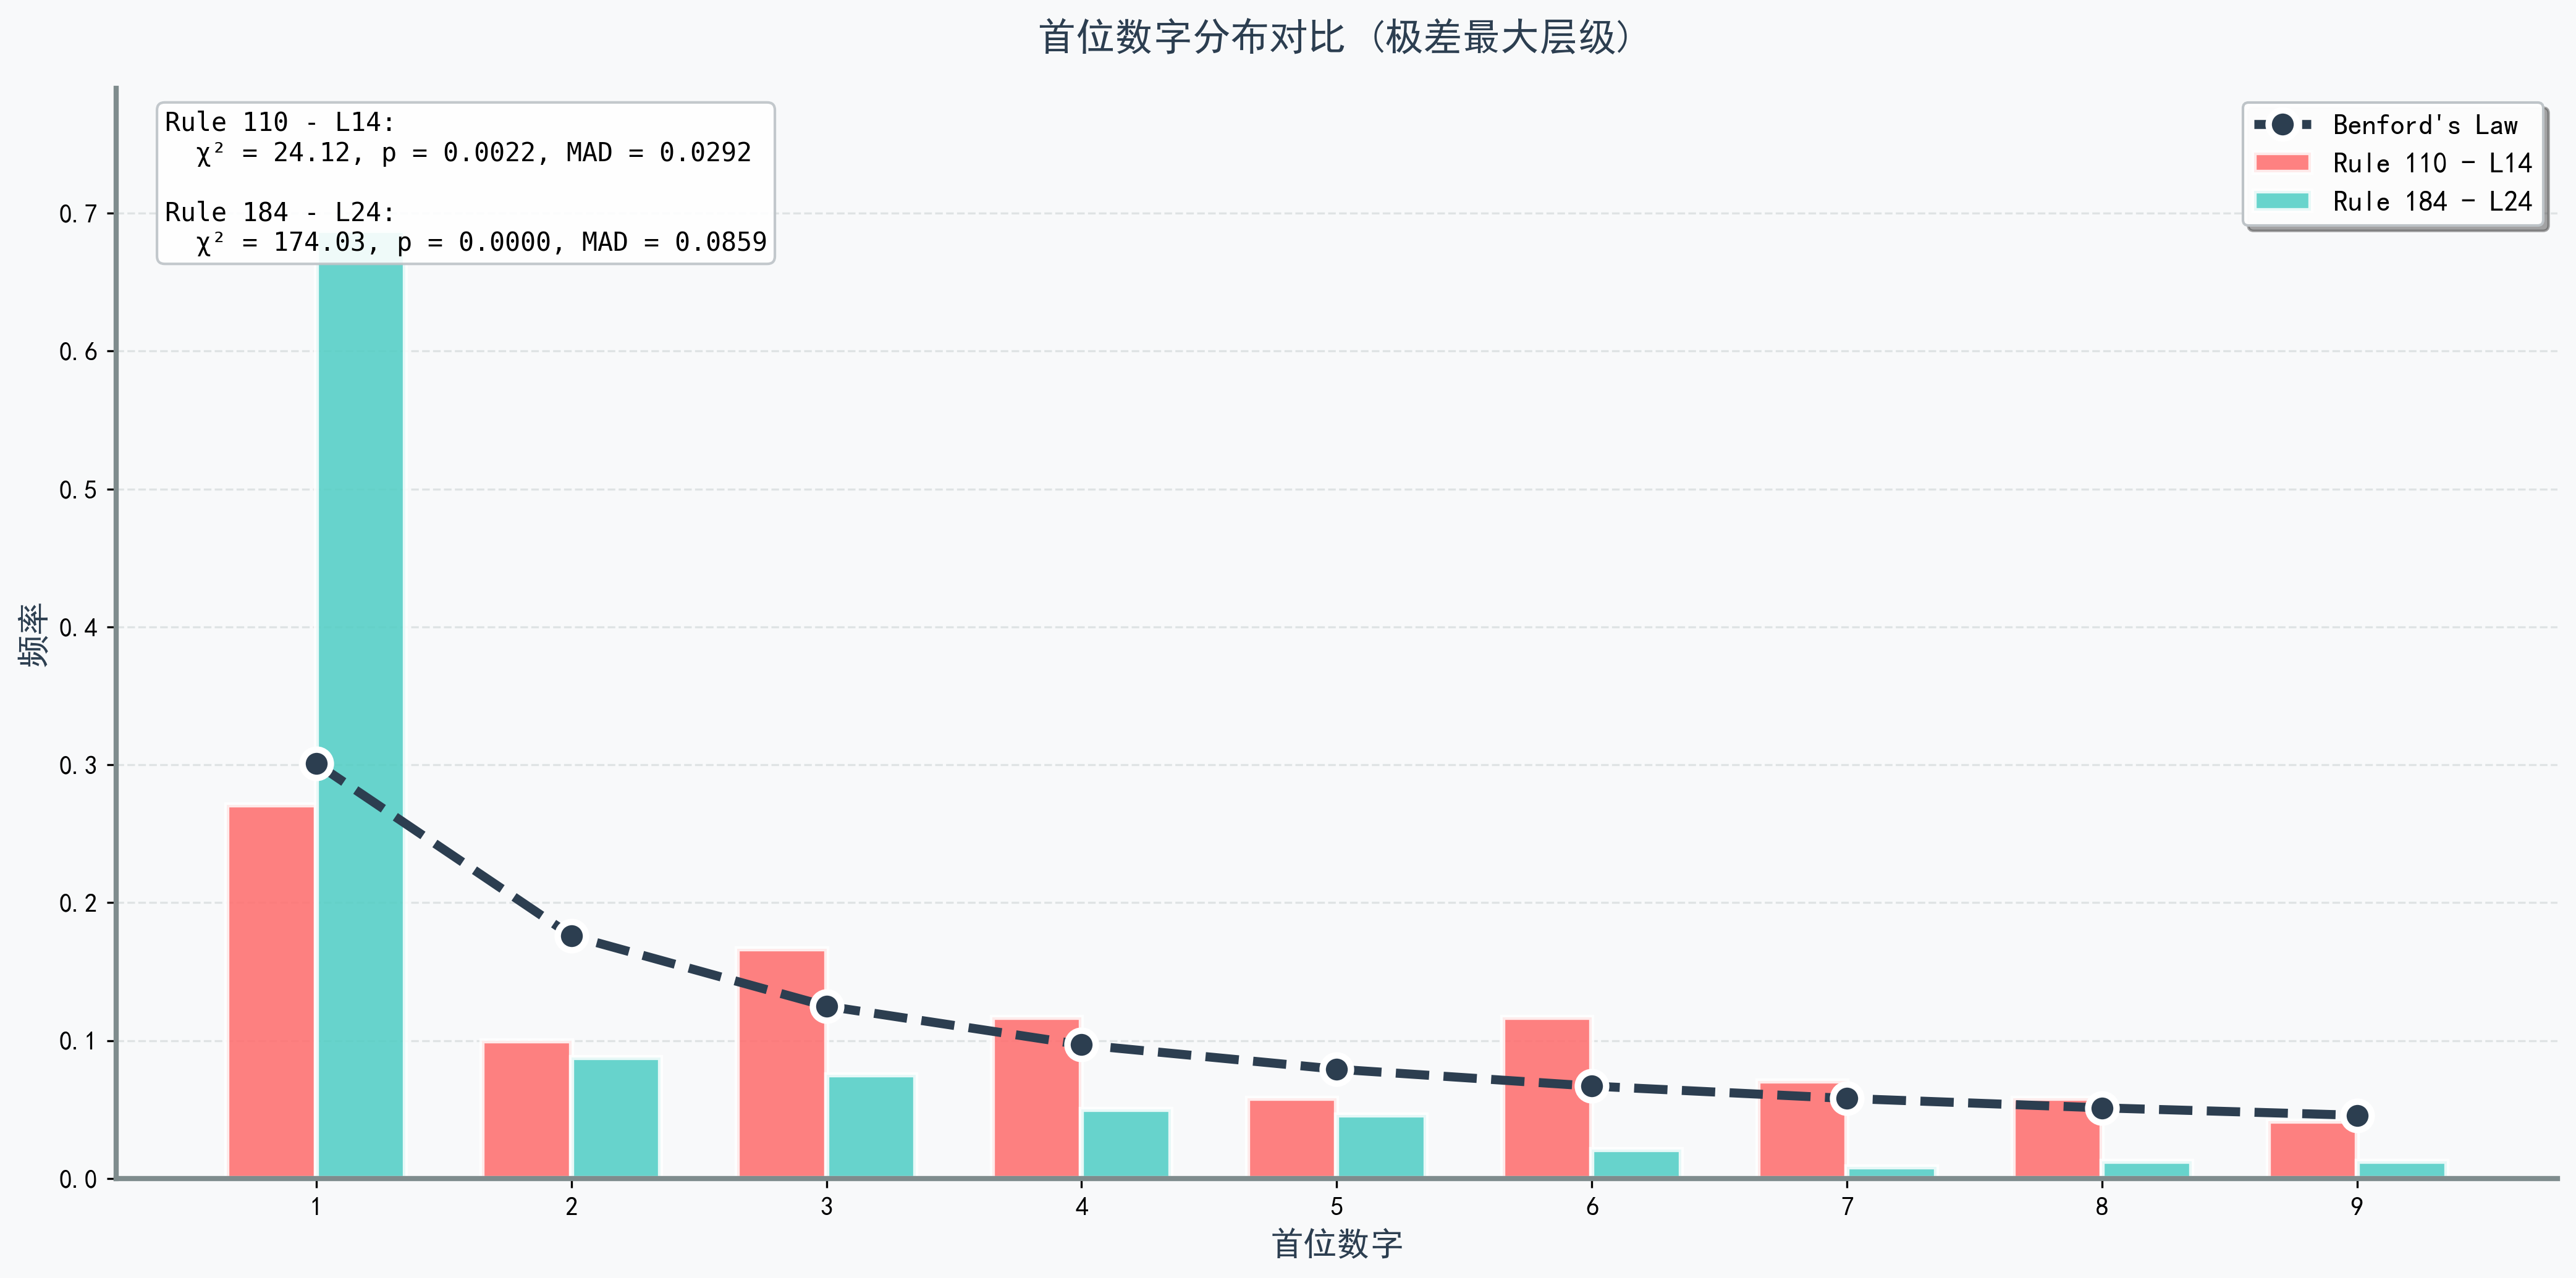 首位数字分布对比（极差最大层级）
Rule 110 - L14:
χ² = 24.12, p = 0.0022, MAD = 0.0292
Rule 184 - L24:
χ² = 174.03, p = 0.0000, MAD = 0.0859
Benford's Law
Rule 110 - L14
Rule 184 - L24
频率
0.7
0.6
0.5
0.4
0.3
0.2
0.1
0.0
1 2 3 4 5 6 7 8 9
首位数字